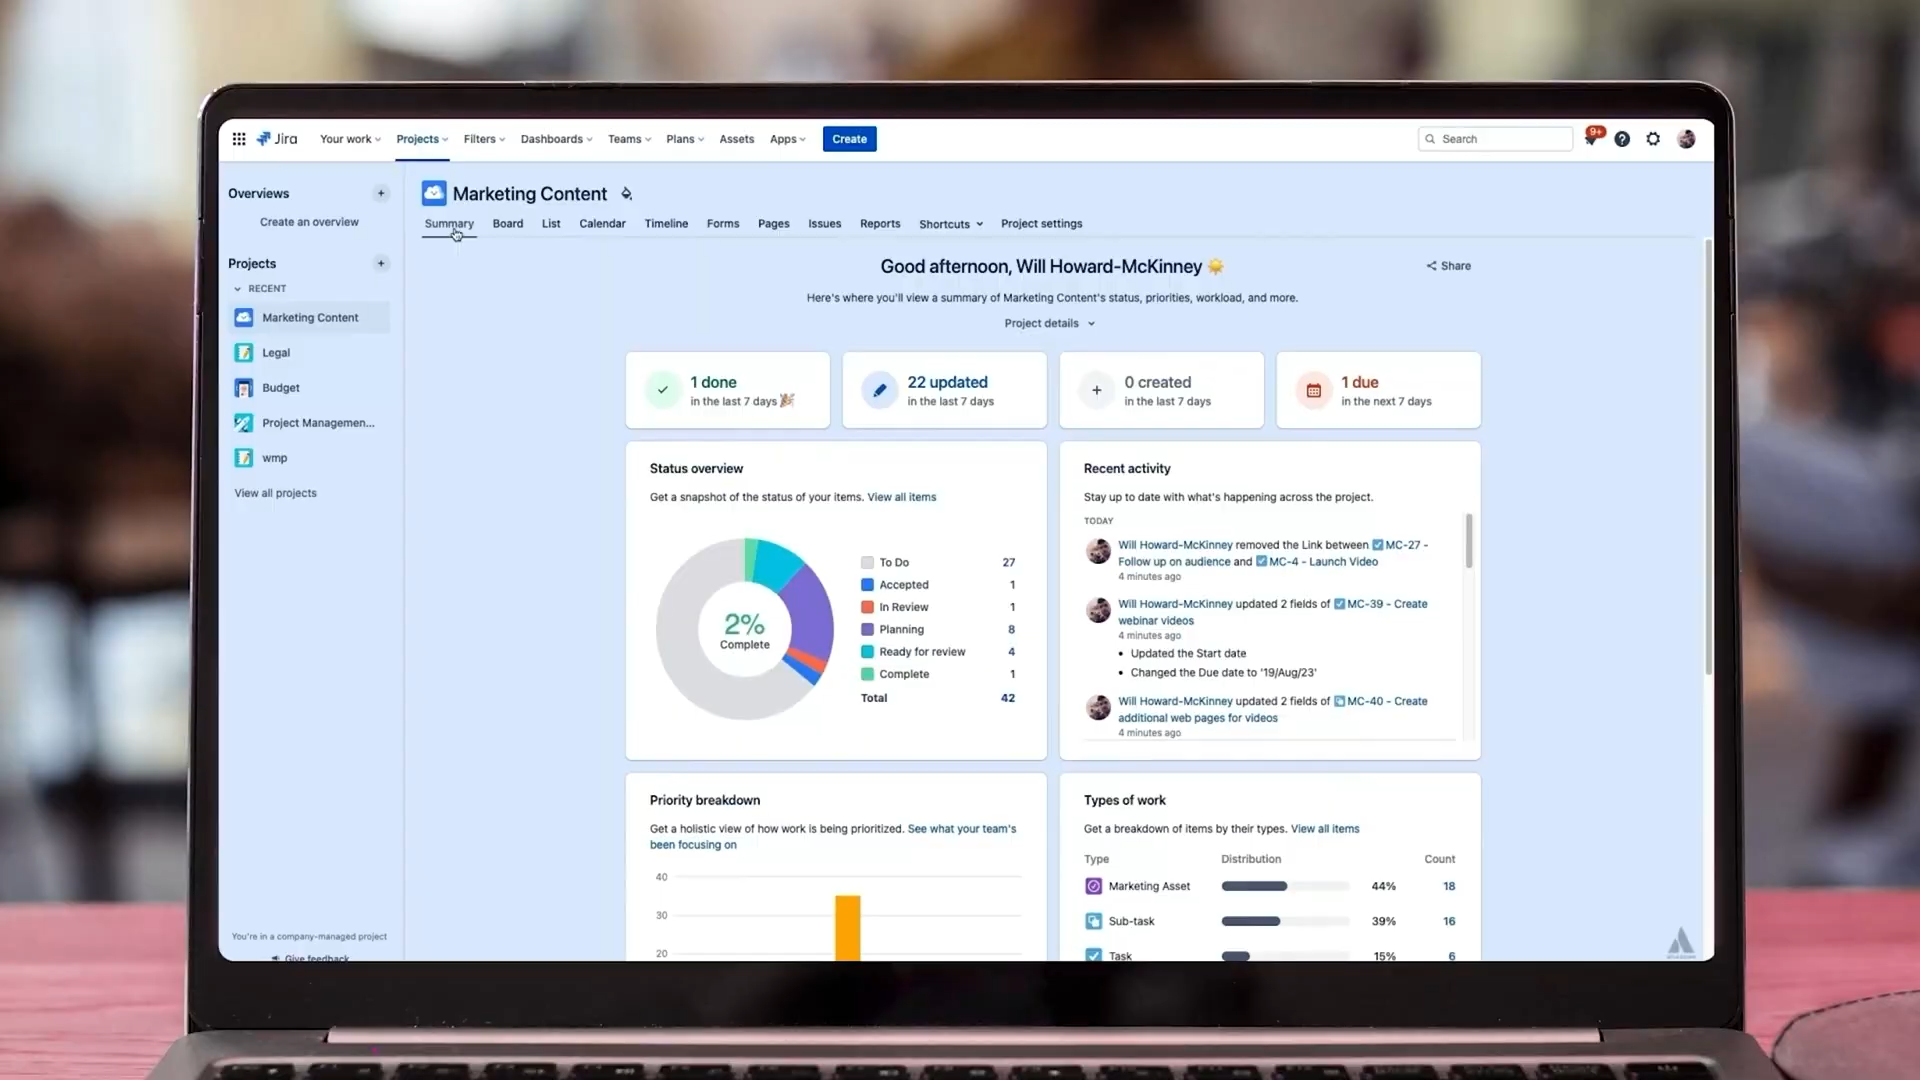 Jira
Your work
Projects
Filters
Dashboards
Teams
Plans
Assets
Apps
Create
Search
9+
Overviews
Create an overview
Projects
RECENT
Marketing Content
Legal
Budget
Project Managemen...
wmp
View all projects
You're in a company-managed project
Give feedback
Marketing Content
Summary
Board
List
Calendar
Timeline
Forms
Pages
Issues
Reports
Shortcuts
Project settings
Good afternoon, Will Howard-McKinney
Share
Here's where you'll view a summary of Marketing Content's status, priorities, workload, and more.
Project details
1 done
in the last 7 days
22 updated
in the last 7 days
0 created
in the last 7 days
1 due
in the next 7 days
Status overview
Get a snapshot of the status of your items. View all items
2%
Complete
To Do 27
Accepted 1
In Review 1
Planning 8
Ready for review 4
Complete 1
Total 42
Recent activity
Stay up to date with what's happening across the project.
TODAY
Will Howard-McKinney removed the Link between MC-27 -
Follow up on audience and MC-4 - Launch Video
4 minutes ago
Will Howard-McKinney updated 2 fields of MC-39 - Create
webinar videos
4 minutes ago
• Updated the Start date
• Changed the Due date to '19/Aug/23'
Will Howard-McKinney updated 2 fields of MC-40 - Create
additional web pages for videos
4 minutes ago
Priority breakdown
Get a holistic view of how work is being prioritized. See what your team's
been focusing on
40
30
20
Types of work
Get a breakdown of items by their types. View all items
Type Distribution Count
Marketing Asset 44% 18
Sub-task 39% 16
Task 15% 6